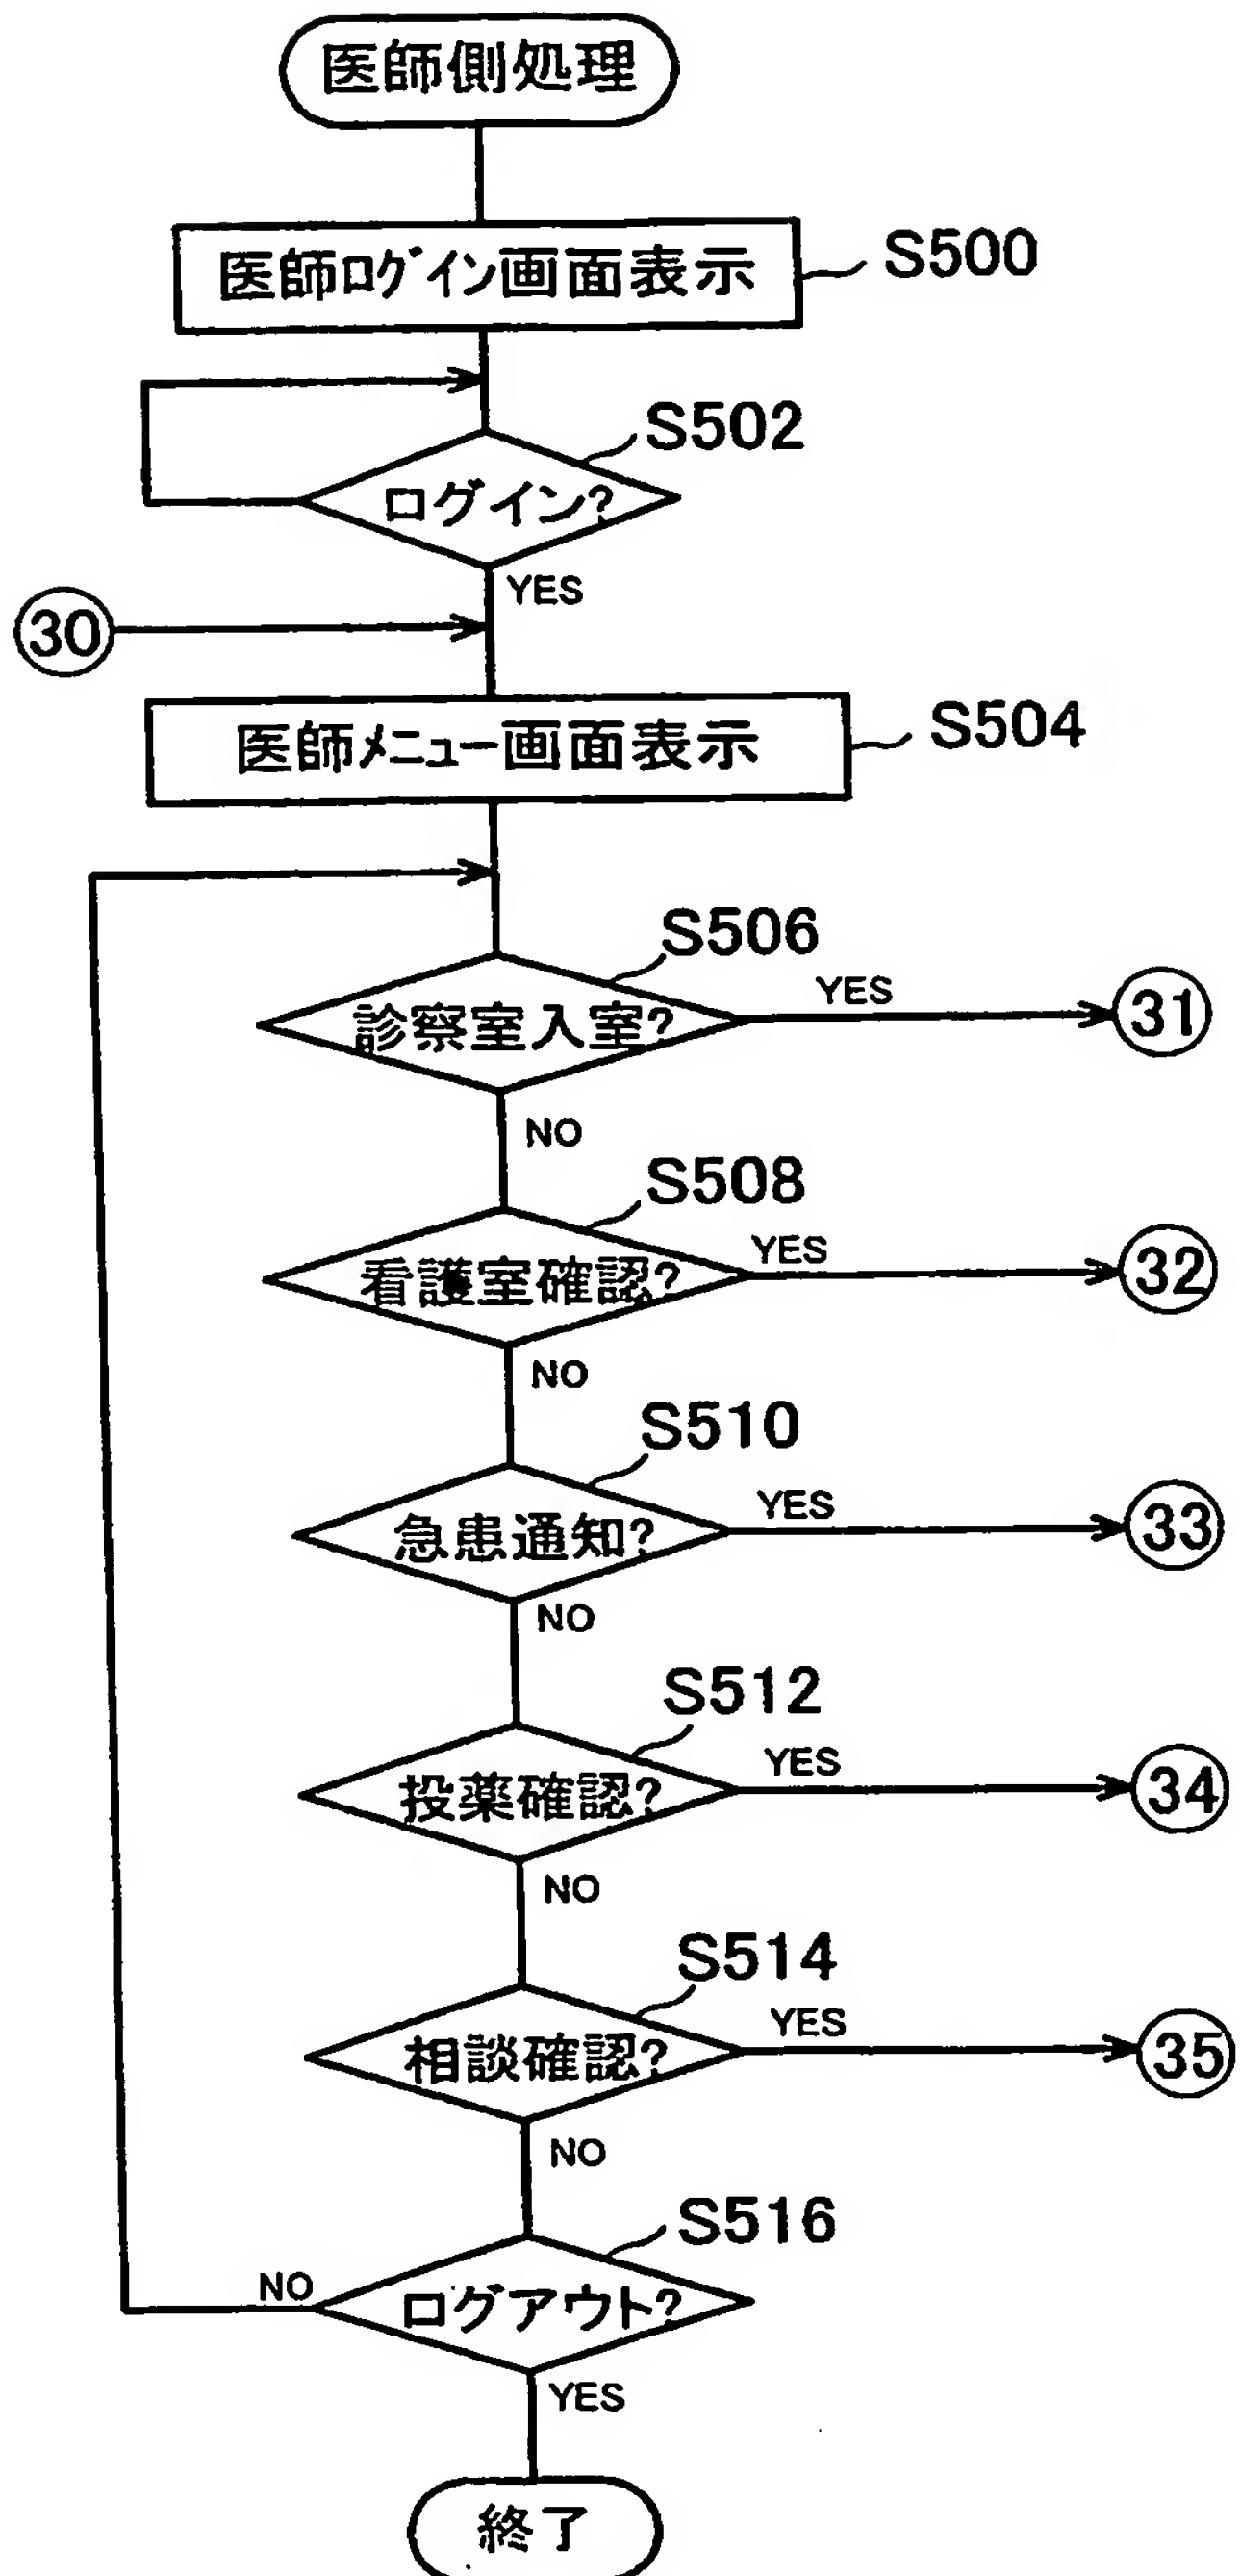 医師側処理
医師ログイン画面表示
S500
S502
ログイン?
YES
30
医師メニュー画面表示
S504
S506
診察室入室?
YES
31
NO
S508
看護室確認?
YES
32
NO
S510
急患通知?
YES
33
NO
S512
投薬確認?
YES
34
NO
S514
相談確認?
YES
35
NO
S516
NO
ログアウト?
YES
終了